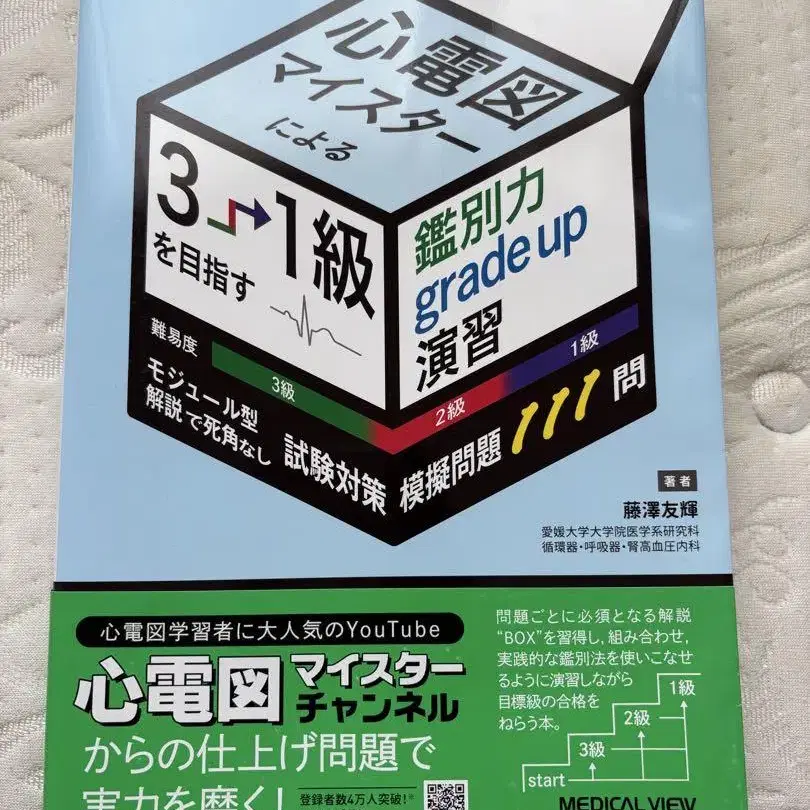 心電図
マイスター
による
3→1級
を目指す
鑑別力
grade up
演習
難易度
3級
2級
1級
モジュール型
解説で死角なし
試験対策
模擬問題111問
著者
藤澤友輝
愛媛大学大学院医学系研究科
循環器・呼吸器・腎高血圧内科
心電図学習者に大人気のYouTube
心電図マイスター
チャンネル
からの仕上げ問題で
実力を磨く!
登録者数4万人突破!※
問題ごとに必須となる解説
"BOX"を習得し,組み合わせ,
実践的な鑑別法を使いこなせ
るように演習しながら
目標級の合格を
ねらう本。
1級
2級
3級
start
MEDICAL VIEW